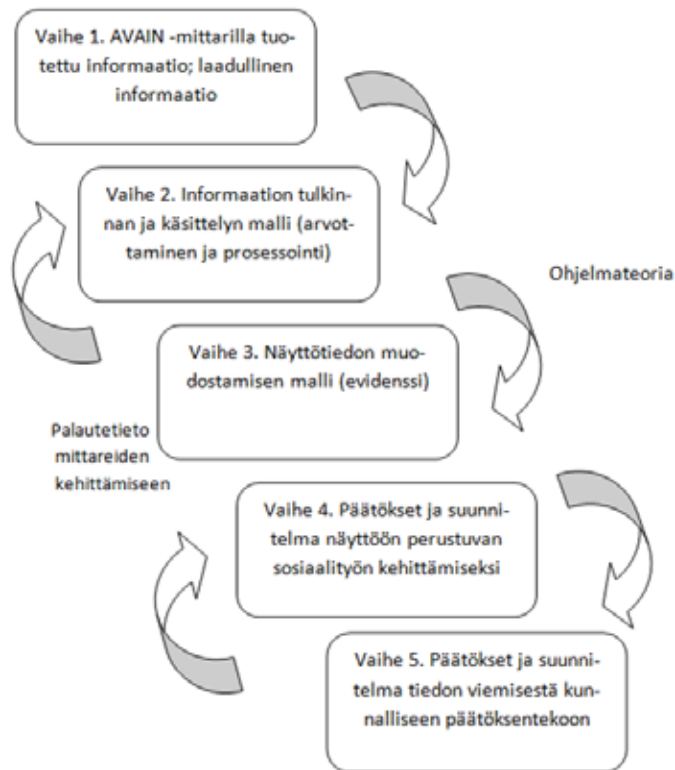 Vaihe 1. AVAIN -mittarilla tuo-
tettu informaatio; laadullinen
informaatio
Vaihe 2. Informaation tulkin-
nan ja käsittelyn malli (arvot-
taminen ja prosessointi)
Ohjelmateoria
Vaihe 3. Näyttötiedon muo-
dostamisen malli (evidenssi)
Palautetieto
mittareiden
kehittämiseen
Vaihe 4. Päätökset ja suunni-
telma näyttöön perustuvan
sosiaalityön kehittämiseksi
Vaihe 5. Päätökset ja suunni-
telma tiedon viemisestä kun-
nalliseen päätöksentekoon